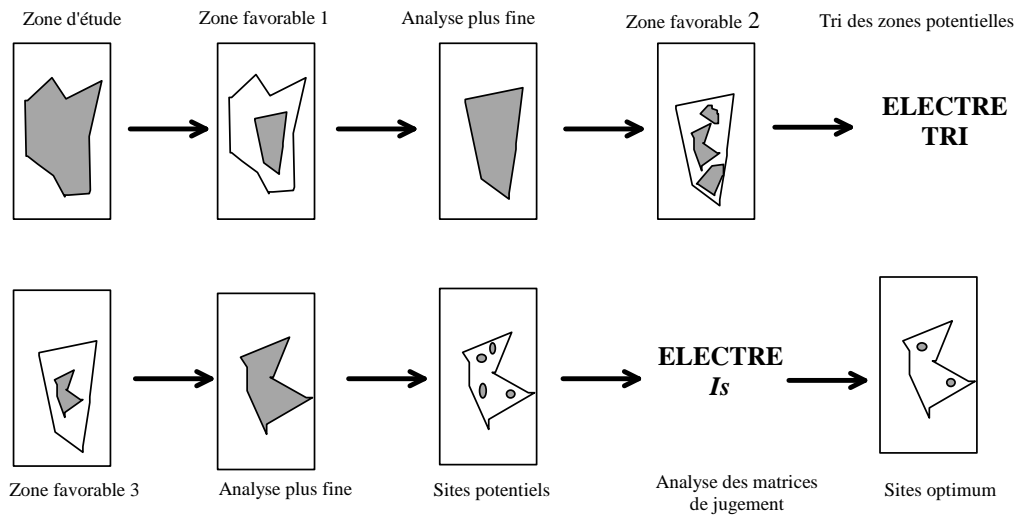 Zone d'étude
Zone favorable 1
Analyse plus fine
Zone favorable 2
Tri des zones potentielles
ELECTRE
TRI
ELECTRE
Is
Zone favorable 3
Analyse plus fine
Sites potentiels
Analyse des matrices
de jugement
Sites optimum